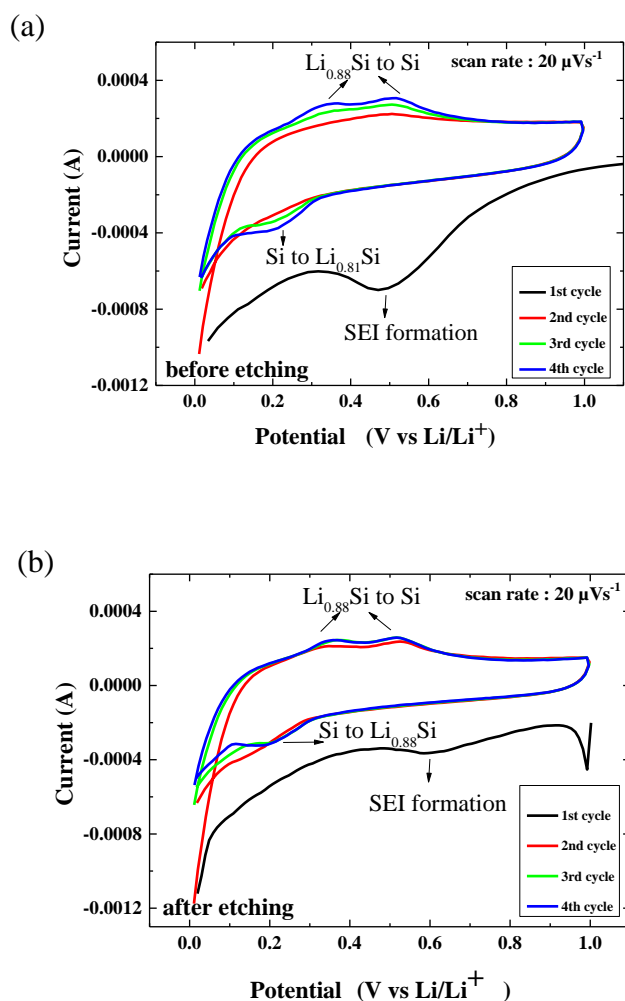 (a)
Li0.88Si to Si
scan rate : 20 μVs-1
0.0004
0.0000
-0.0004
-0.0008
-0.0012
Current (A)
Si to Li0.81Si
SEI formation
1st cycle
2nd cycle
3rd cycle
4th cycle
before etching
0.0 0.2 0.4 0.6 0.8 1.0
Potential (V vs Li/Li+)
(b)
scan rate : 20 μVs-1
Li0.88Si to Si
0.0004
0.0000
-0.0004
-0.0008
-0.0012
Current (A)
Si to Li0.88Si
SEI formation
1st cycle
2nd cycle
3rd cycle
4th cycle
after etching
0.0 0.2 0.4 0.6 0.8 1.0
Potential (V vs Li/Li+ )